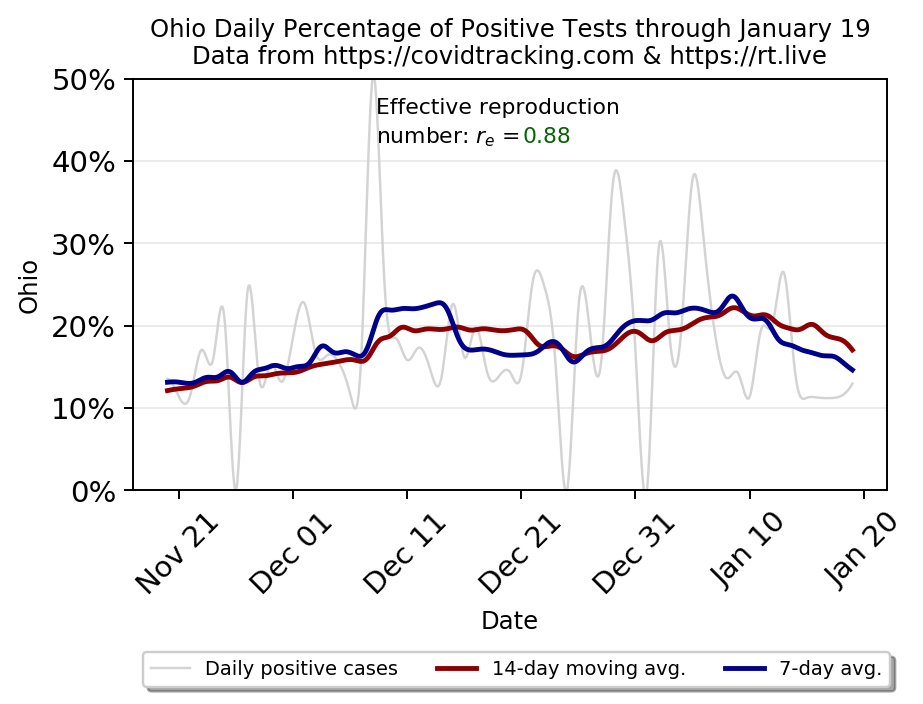 Ohio Daily Percentage of Positive Tests through January 19
Data from https://covidtracking.com & https://rt.live
50%
40%
30%
20%
10%
0%
Ohio
Effective reproduction
number: rₑ =0.88
Nov 21
Dec 01
Dec 11
Dec 21
Dec 31
Jan 10
Jan 20
Date
Daily positive cases
14-day moving avg.
7-day avg.